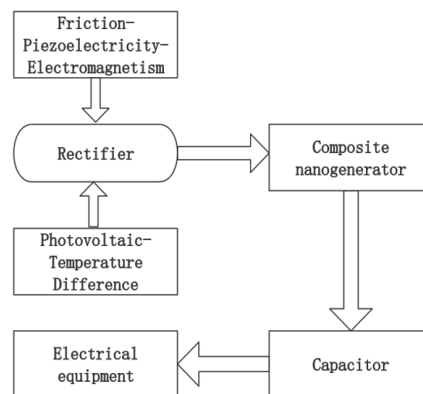 Friction-
Piezoelectricity-
Electromagnetism
Rectifier
Composite
nanogenerator
Photovoltaic-
Temperature
Difference
Electrical
equipment
Capacitor